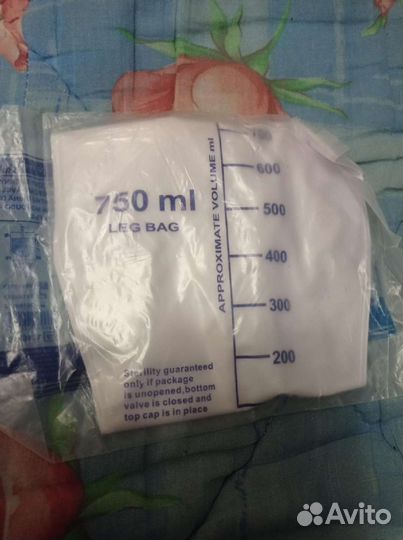 750 ml
LEG BAG
APPROXIMATE VOLUME ml
700
600
500
400
300
200
Sterility guaranteed
only if package
is unopened,bottom
valve is closed and
top cap is in place
Avito